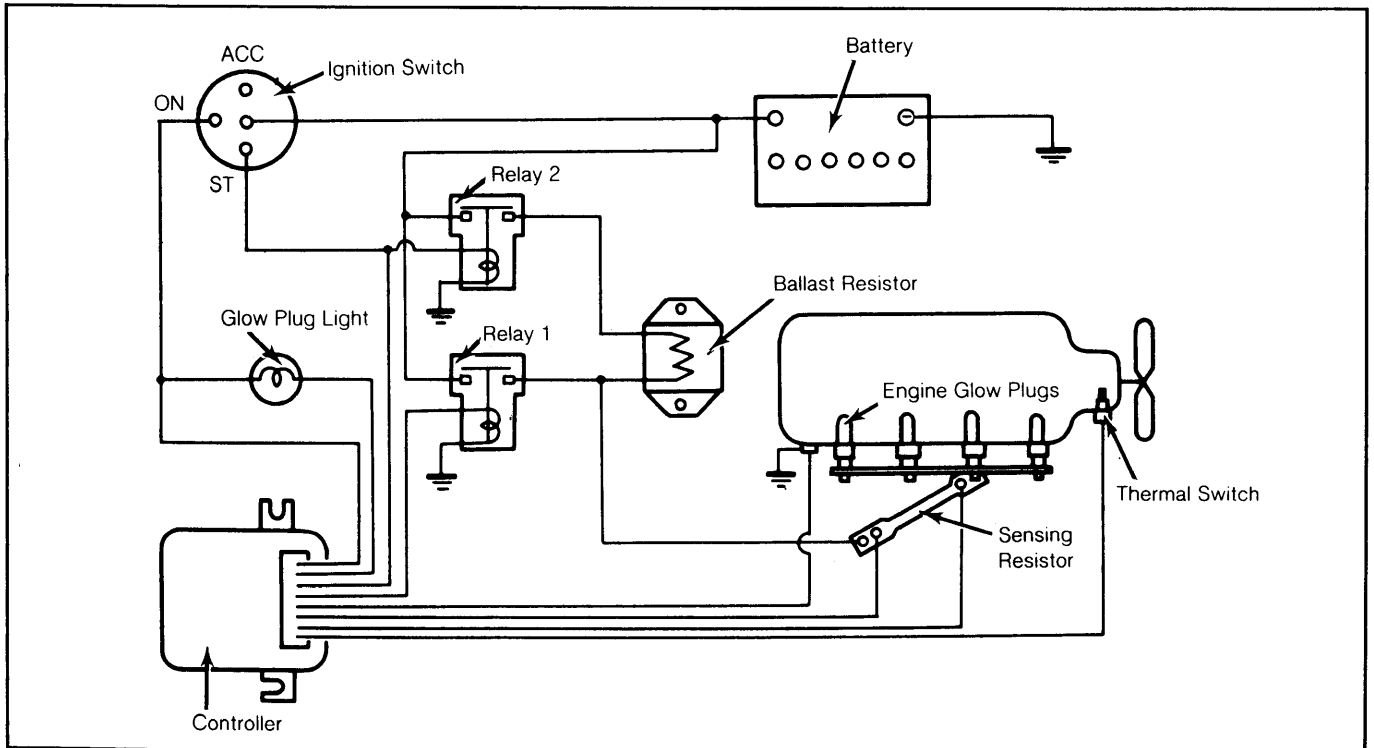 ACC
Ignition Switch
Battery
ON
ST
Relay 2
Ballast Resistor
Glow Plug Light
Relay 1
Engine Glow Plugs
Thermal Switch
Sensing
Resistor
Controller